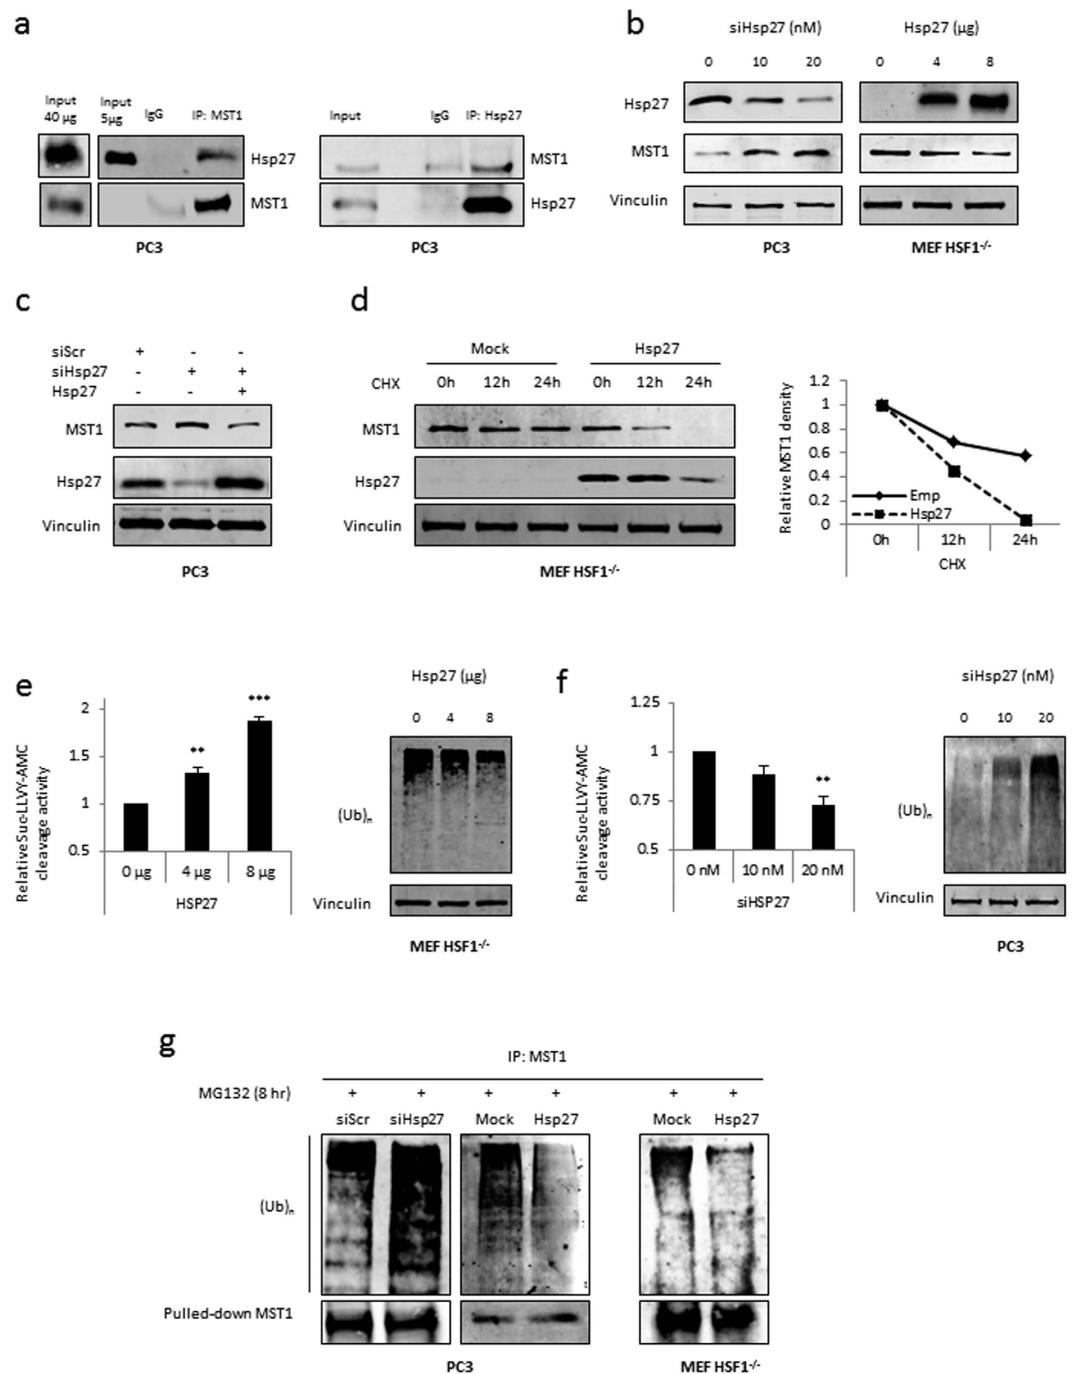 a
Input
40 µg
Input
5µg
IgG
IP: MST1
Hsp27
MST1
PC3
Input
IgG
IP: Hsp27
MST1
Hsp27
PC3
b
siHsp27 (nM)
0 10 20
Hsp27 (µg)
0 4 8
Hsp27
MST1
Vinculin
PC3
MEF HSF1-/-
c
siScr + - -
siHsp27 - + +
Hsp27 - - +
MST1
Hsp27
Vinculin
PC3
d
Mock
Hsp27
CHX 0h 12h 24h 0h 12h 24h
MST1
Hsp27
Vinculin
MEF HSF1-/-
Relative MST1 density
1.2
1
0.8
0.6
0.4
0.2
0
Emp
Hsp27
0h 12h 24h
CHX
e
Relative Suc-LLVY-AMC
cleavage activity
2
1.5
1
0.5
**
***
0 µg 4 µg 8 µg
HSP27
Hsp27 (µg)
0 4 8
(Ub)n
Vinculin
MEF HSF1-/-
f
Relative Suc-LLVY-AMC
cleavage activity
1.25
1
0.75
0.5
**
0 nM 10 nM 20 nM
siHSP27
siHsp27 (nM)
0 10 20
(Ub)n
Vinculin
PC3
g
IP: MST1
MG132 (8 hr) + + + + + +
siScr siHsp27 Mock Hsp27 Mock Hsp27
(Ub)n
Pulled-down MST1
PC3
MEF HSF1-/-